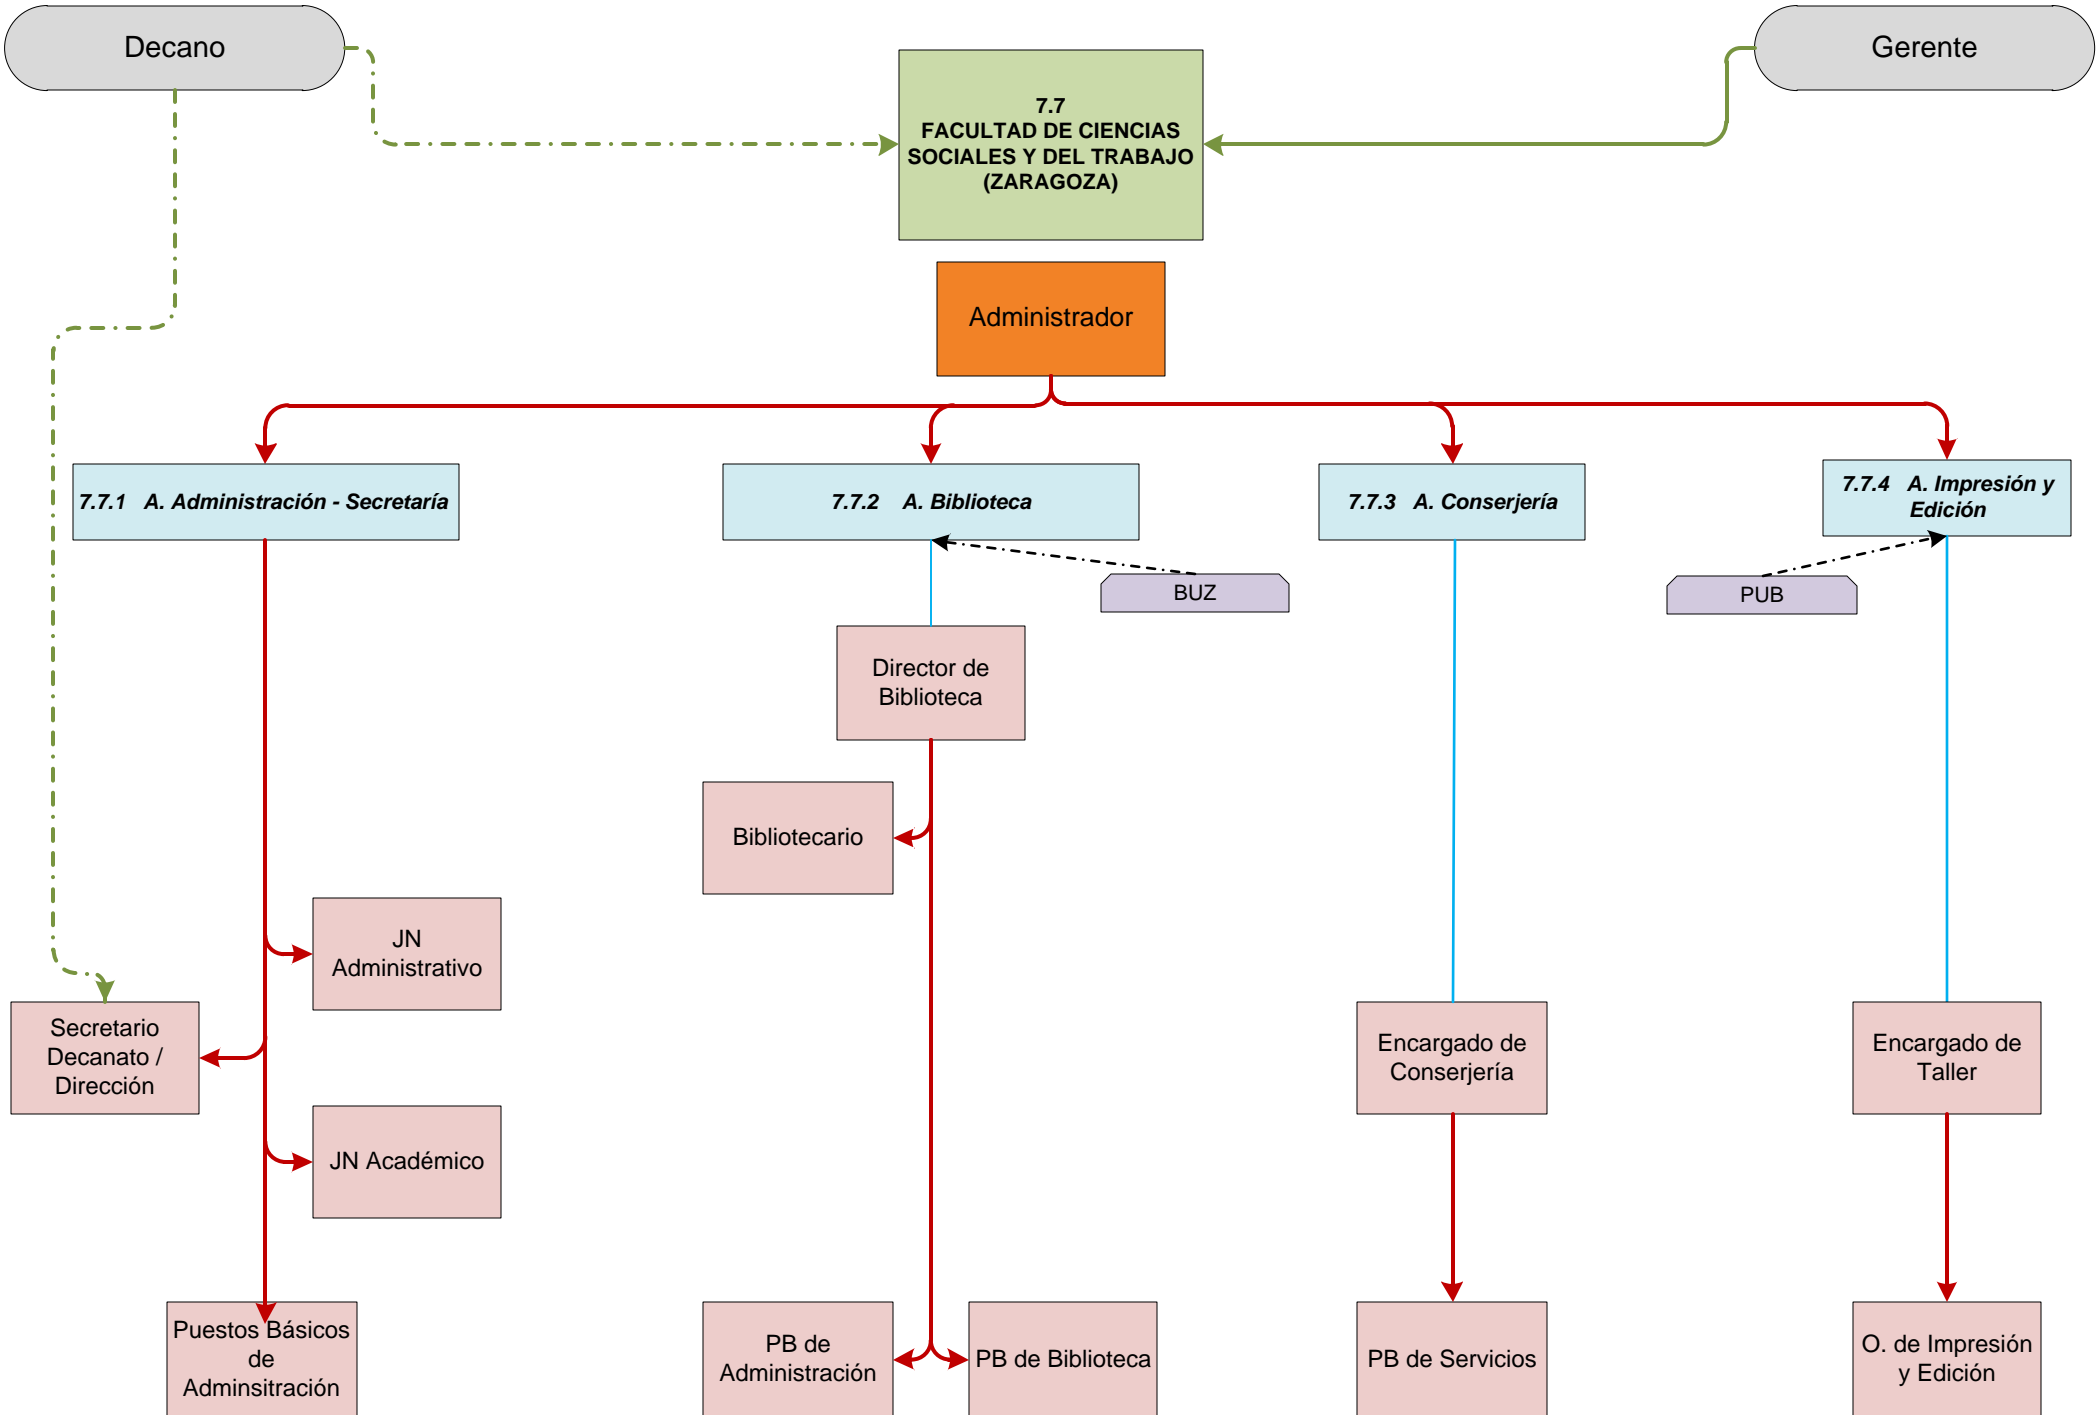 Decano
Gerente
7.7
FACULTAD DE CIENCIAS
SOCIALES Y DEL TRABAJO
(ZARAGOZA)
Administrador
7.7.1 A. Administración - Secretaría
7.7.2 A. Biblioteca
7.7.3 A. Conserjería
7.7.4 A. Impresión y
Edición
BUZ
PUB
Director de
Biblioteca
Bibliotecario
JN
Administrativo
Secretario
Decanato /
Dirección
Encargado de
Conserjería
Encargado de
Taller
JN Académico
Puestos Básicos
de
Adminsitración
PB de
Administración
PB de Biblioteca
PB de Servicios
O. de Impresión
y Edición